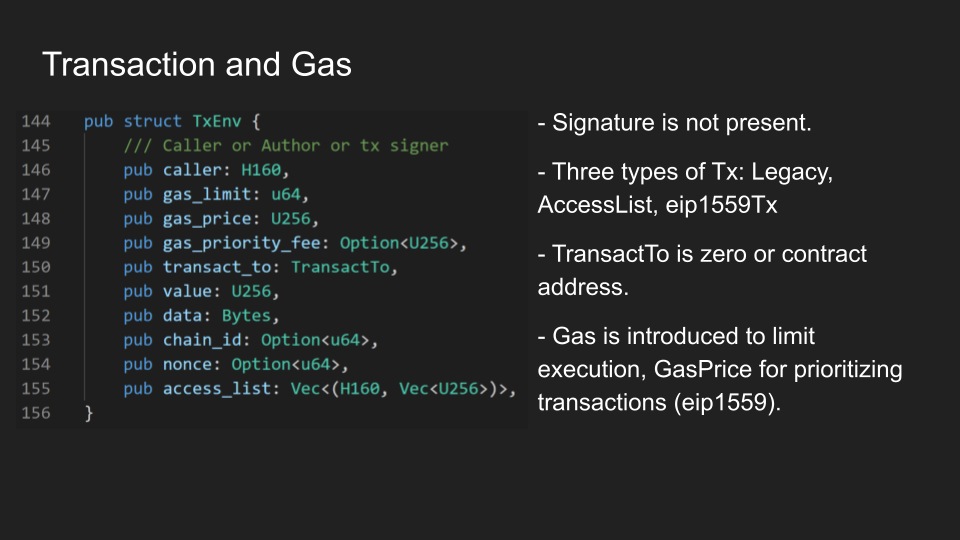 Transaction and Gas
144 pub struct TxEnv {
145 /// Caller or Author or tx signer
146 pub caller: H160,
147 pub gas_limit: u64,
148 pub gas_price: U256,
149 pub gas_priority_fee: Option<U256>,
150 pub transact_to: TransactTo,
151 pub value: U256,
152 pub data: Bytes,
153 pub chain_id: Option<u64>,
154 pub nonce: Option<u64>,
155 pub access_list: Vec<(H160, Vec<U256>)>,
156 }
- Signature is not present.
- Three types of Tx: Legacy,
AccessList, eip1559Tx
- TransactTo is zero or contract
address.
- Gas is introduced to limit
execution, GasPrice for prioritizing
transactions (eip1559).